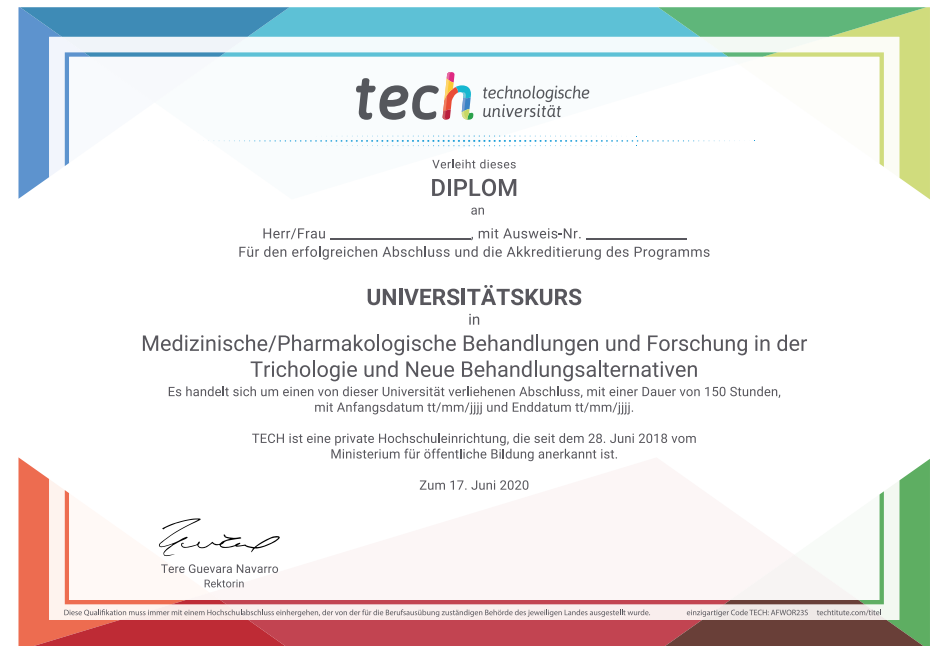 tech technologische
universität
Verleiht dieses
DIPLOM
an
Herr/Frau ____________________, mit Ausweis-Nr. ______________
Für den erfolgreichen Abschluss und die Akkreditierung des Programms
UNIVERSITÄTSKURS
in
Medizinische/Pharmakologische Behandlungen und Forschung in der
Trichologie und Neue Behandlungsalternativen
Es handelt sich um einen von dieser Universität verliehenen Abschluss, mit einer Dauer von 150 Stunden,
mit Anfangsdatum tt/mm/jjjj und Enddatum tt/mm/jjjj.
TECH ist eine private Hochschuleinrichtung, die seit dem 28. Juni 2018 vom
Ministerium für öffentliche Bildung anerkannt ist.
Zum 17. Juni 2020
Tere Guevara Navarro
Rektorin
Diese Qualifikation muss immer mit einem Hochschulabschluss einhergehen, der von der für die Berufsausübung zuständigen Behörde des jeweiligen Landes ausgestellt wurde. einzigartiger Code TECH: AFWOR23S techtitute.com/titel